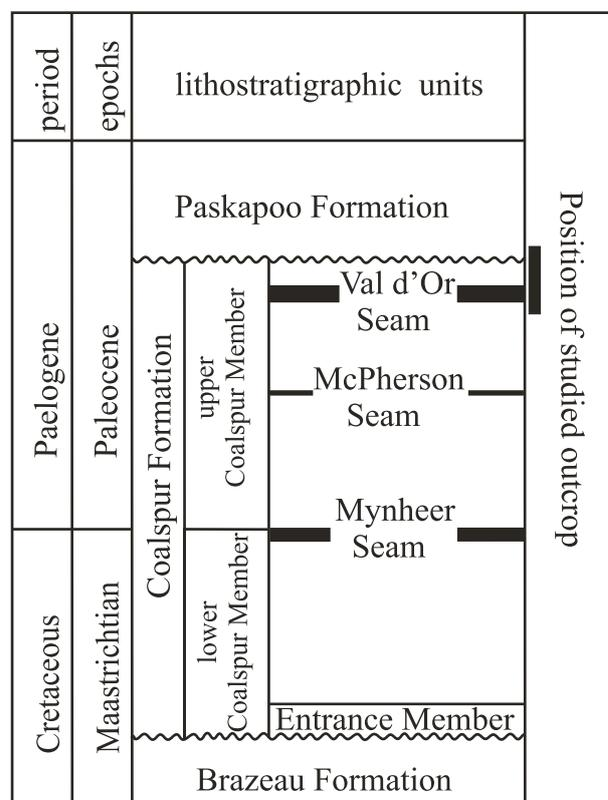 period
epochs
lithostratigraphic units
Paelogene
Paleocene
Paskapoo Formation
Coalspur Formation
upper
Coalspur Member
Val d’Or
Seam
McPherson
Seam
Mynheer
Seam
Cretaceous
Maastrichtian
lower
Coalspur Member
Entrance Member
Brazeau Formation
Position of studied outcrop